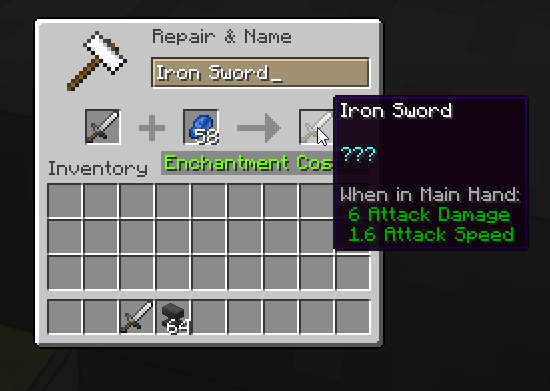 Repair & Name
Iron Sword_
58
Iron Sword
???
Inventory
Enchantment Cos
When in Main Hand:
6 Attack Damage
1.6 Attack Speed
64